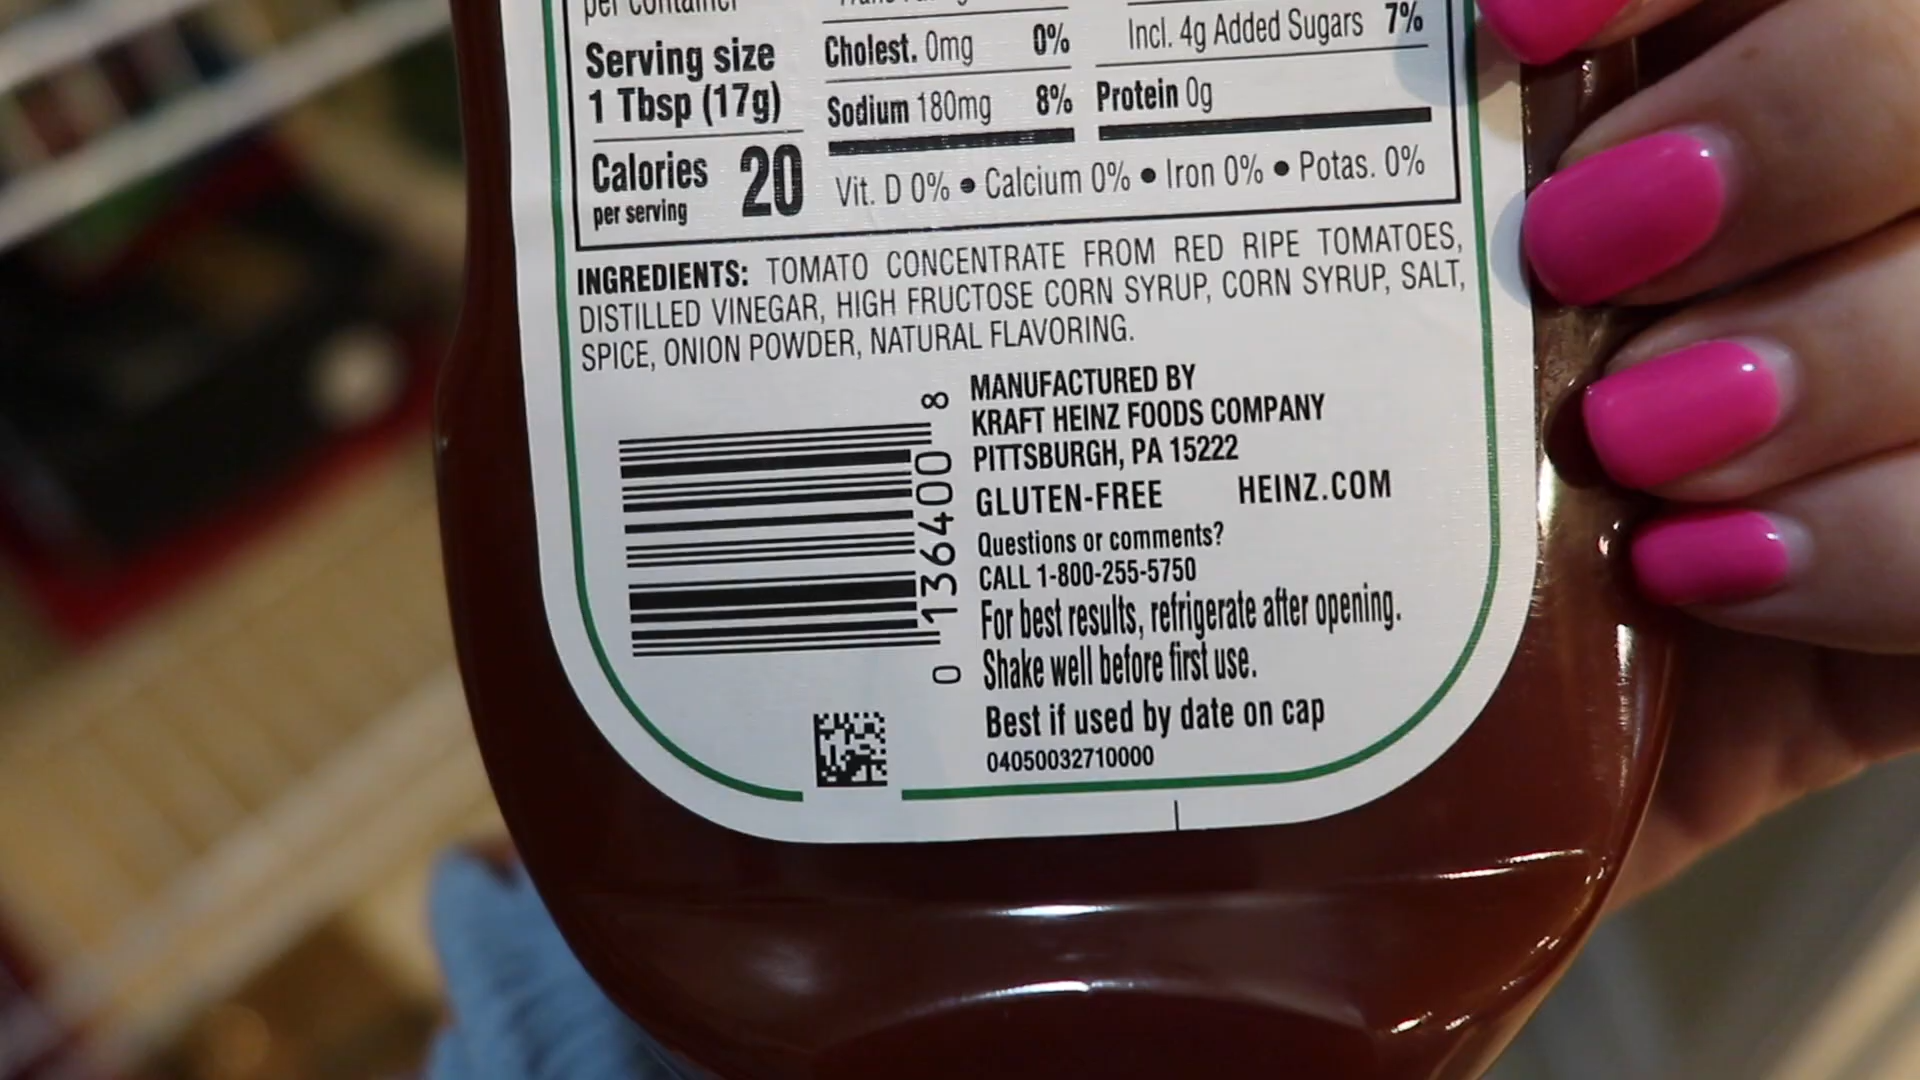 per container
Serving size
1 Tbsp (17g)
Calories 20
per serving
Cholest. 0mg 0%
Sodium 180mg 8%
Incl. 4g Added Sugars 7%
Protein 0g
Vit. D 0% • Calcium 0% • Iron 0% • Potas. 0%
INGREDIENTS: TOMATO CONCENTRATE FROM RED RIPE TOMATOES,
DISTILLED VINEGAR, HIGH FRUCTOSE CORN SYRUP, CORN SYRUP, SALT,
SPICE, ONION POWDER, NATURAL FLAVORING.
0 136400 8
MANUFACTURED BY
KRAFT HEINZ FOODS COMPANY
PITTSBURGH, PA 15222
GLUTEN-FREE HEINZ.COM
Questions or comments?
CALL 1-800-255-5750
For best results, refrigerate after opening.
Shake well before first use.
Best if used by date on cap
04050032710000